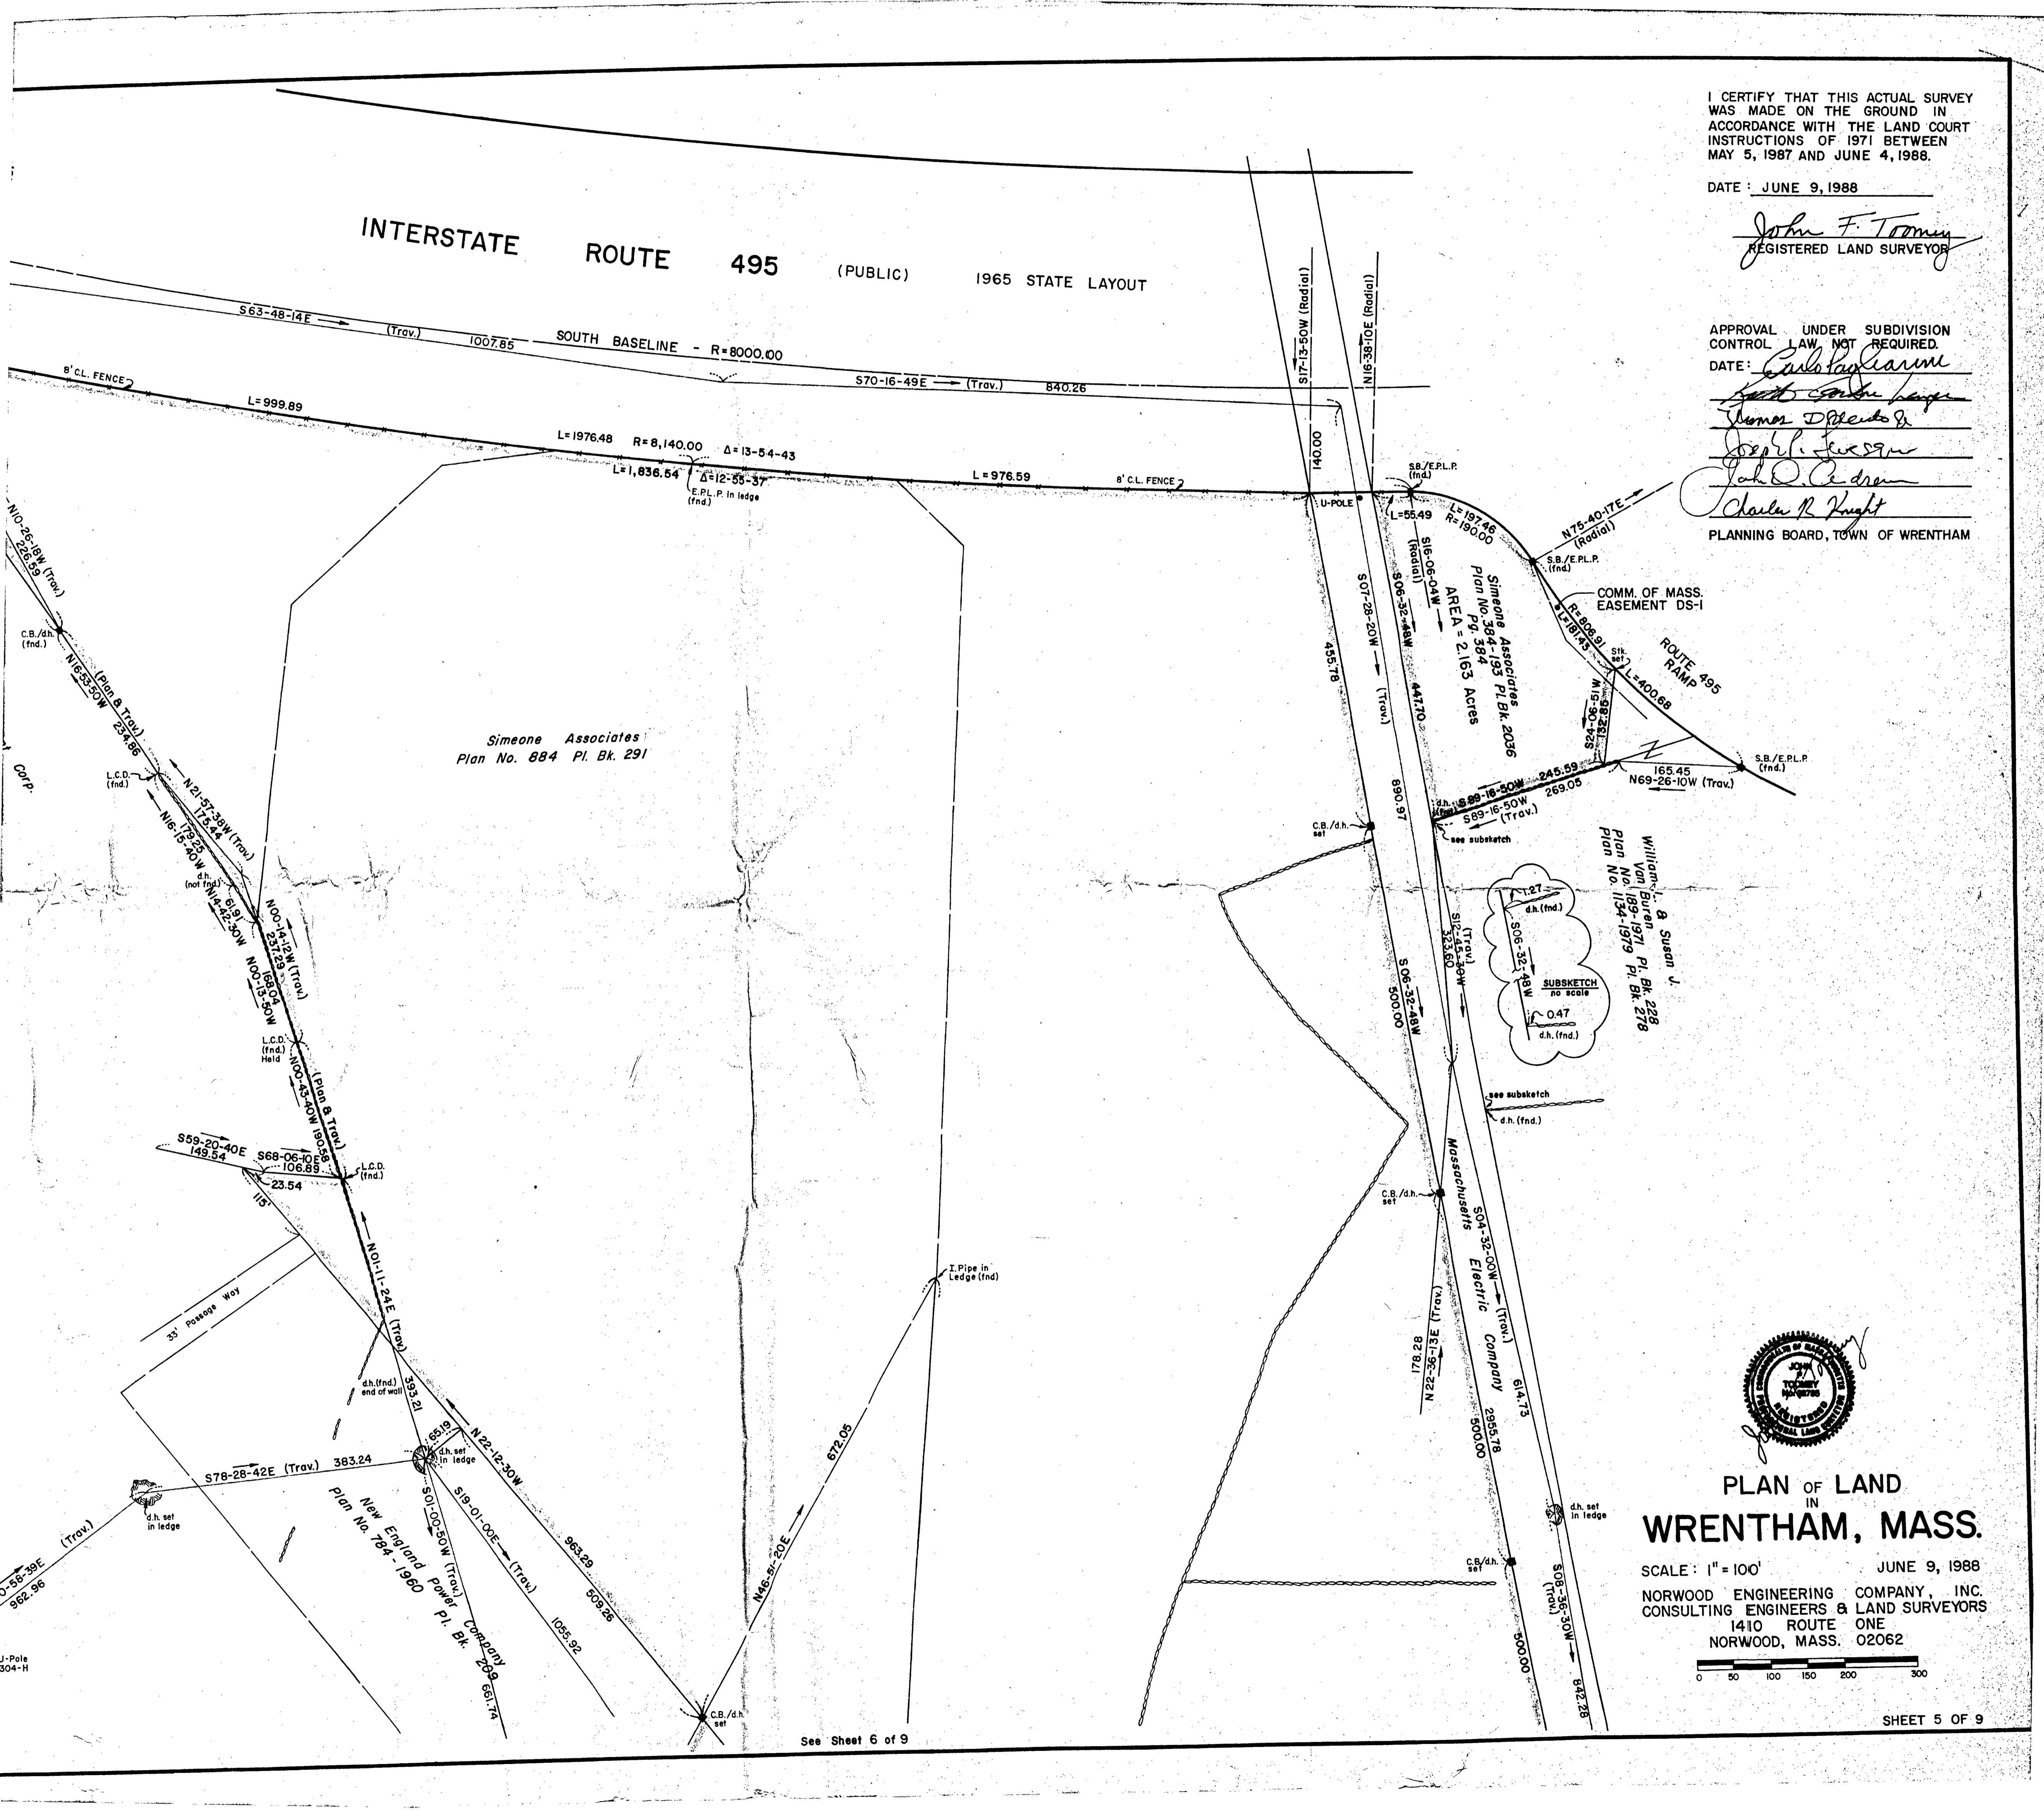 I CERTIFY THAT THIS ACTUAL SURVEY
WAS MADE ON THE GROUND IN
ACCORDANCE WITH THE LAND COURT
INSTRUCTIONS OF 1971 BETWEEN
MAY 5, 1987 AND JUNE 4, 1988.
DATE: JUNE 9, 1988
John F. Toomey
REGISTERED LAND SURVEYOR
APPROVAL UNDER SUBDIVISION
CONTROL LAW NOT REQUIRED.
DATE: Carlo Pagliarini
Charles R Knight
PLANNING BOARD, TOWN OF WRENTHAM
INTERSTATE ROUTE 495 (PUBLIC) 1965 STATE LAYOUT
S63-48-14E (Trav.) 1007.85
SOUTH BASELINE - R=8000.00
S70-16-49E (Trav.) 840.26
8' C.L. FENCE
L=999.89
L=1976.48 R=8,140.00 Δ=13-54-43
L=1,836.54 Δ=12-55-37
E.P.L.P. in ledge
(fnd.)
L=976.59
8' C.L. FENCE
S17-13-50W (Radial)
N16-38-10E (Radial)
140.00
U-POLE
S.B./E.P.L.P.
(fnd.)
L=55.49
L=197.46
R=190.00
N75-40-17E
(Radial)
S.B./E.P.L.P.
(fnd.)
COMM. OF MASS.
EASEMENT DS-1
R=806.91
L=181.43
ROUTE 495
RAMP
Stk.
set
L=400.68
S24-06-51W
132.85
S.B./E.P.L.P.
(fnd.)
165.45
N69-26-10W (Trav.)
S89-16-50W 245.59
S89-16-50W 269.05
(Trav.)
d.h.
(fnd.)
see subsketch
S16-06-04W
(Radial)
Simeone Associates
Plan No. 384-1931 Pl. Bk. 2036
Pg. 384
AREA = 2.163 Acres
S06-32-48W
447.70
S07-28-20W (Trav.)
890.97
455.78
C.B./d.h.
set
William L. & Susan J.
Van Buren
Plan No. 189-1971 Pl. Bk. 228
Plan No. 1134-1979 Pl. Bk. 278
1.27
d.h. (fnd.)
S06-32-48W
SUBSKETCH
no scale
0.47
d.h. (fnd.)
S12-45-30W
(Trav.)
323.60
S06-32-48W
500.00
see subsketch
d.h. (fnd.)
C.B./d.h.
set
Massachusetts Electric Company
2955.78
S04-32-00W (Trav.)
614.73
178.28
N22-36-13E (Trav.)
500.00
d.h. set
in ledge
C.B./d.h.
set
S08-36-30W
(Trav.)
842.28
500.00
N10-26-18W (Trav.)
226.59
C.B./d.h.
(fnd.)
(Plan & Trav.)
N16-53-50W 234.86
Corp.
L.C.D.
(fnd.)
N21-57-38W (Trav.)
175.44
179.25
N16-15-40W
d.h.
(not fnd.)
61.91
N14-42-30W
N00-14-12W (Trav.)
237.29
168.04
N00-13-50W
L.C.D.
(fnd.)
Held
(Plan & Trav.)
N00-43-40W 190.58
S59-20-40E
149.54
S68-06-10E
106.89
23.54
L.C.D.
(fnd.)
115'
33' Passage Way
N01-11-24E (Trav.)
393.21
d.h. (fnd.)
end of wall
65.19
d.h. set
in ledge
N22-12-30W
963.29
509.26
S78-28-42E (Trav.) 383.24
d.h. set
in ledge
(Trav.)
0-58-39E
962.96
J-Pole
304-H
New England Power Company
Plan No. 784-1960 Pl. Bk. 209
S01-00-50W (Trav.)
661.74
S19-01-00E (Trav.)
1055.92
C.B./d.h.
set
Simeone Associates
Plan No. 884 Pl. Bk. 291
I.Pipe in
Ledge (fnd)
672.05
N46-51-20E
See Sheet 6 of 9
COMMONWEALTH OF MASSACHUSETTS
JOHN
F.
TOOMEY
REGISTERED
PROFESSIONAL LAND SURVEYOR
PLAN OF LAND
IN
WRENTHAM, MASS.
SCALE: 1" = 100' JUNE 9, 1988
NORWOOD ENGINEERING COMPANY, INC.
CONSULTING ENGINEERS & LAND SURVEYORS
1410 ROUTE ONE
NORWOOD, MASS. 02062
0 50 100 150 200 300
SHEET 5 OF 9